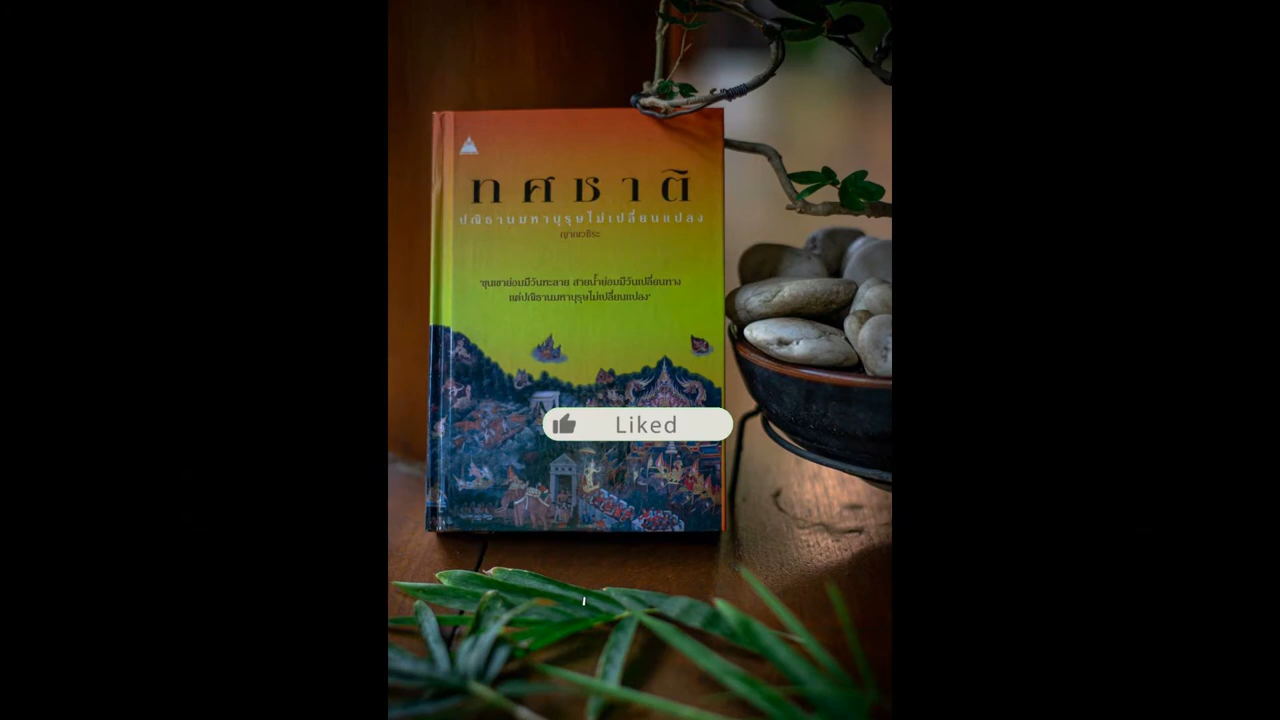 ทศชาติ
ปณิธานมหาบุรุษไม่เปลี่ยนแปลง
ญาณวชิระ
"ขุนเขาย่อมมีวันทะลาย สายน้ำย่อมมีวันเปลี่ยนทาง
แต่ปณิธานมหาบุรุษไม่เปลี่ยนแปลง"
Liked